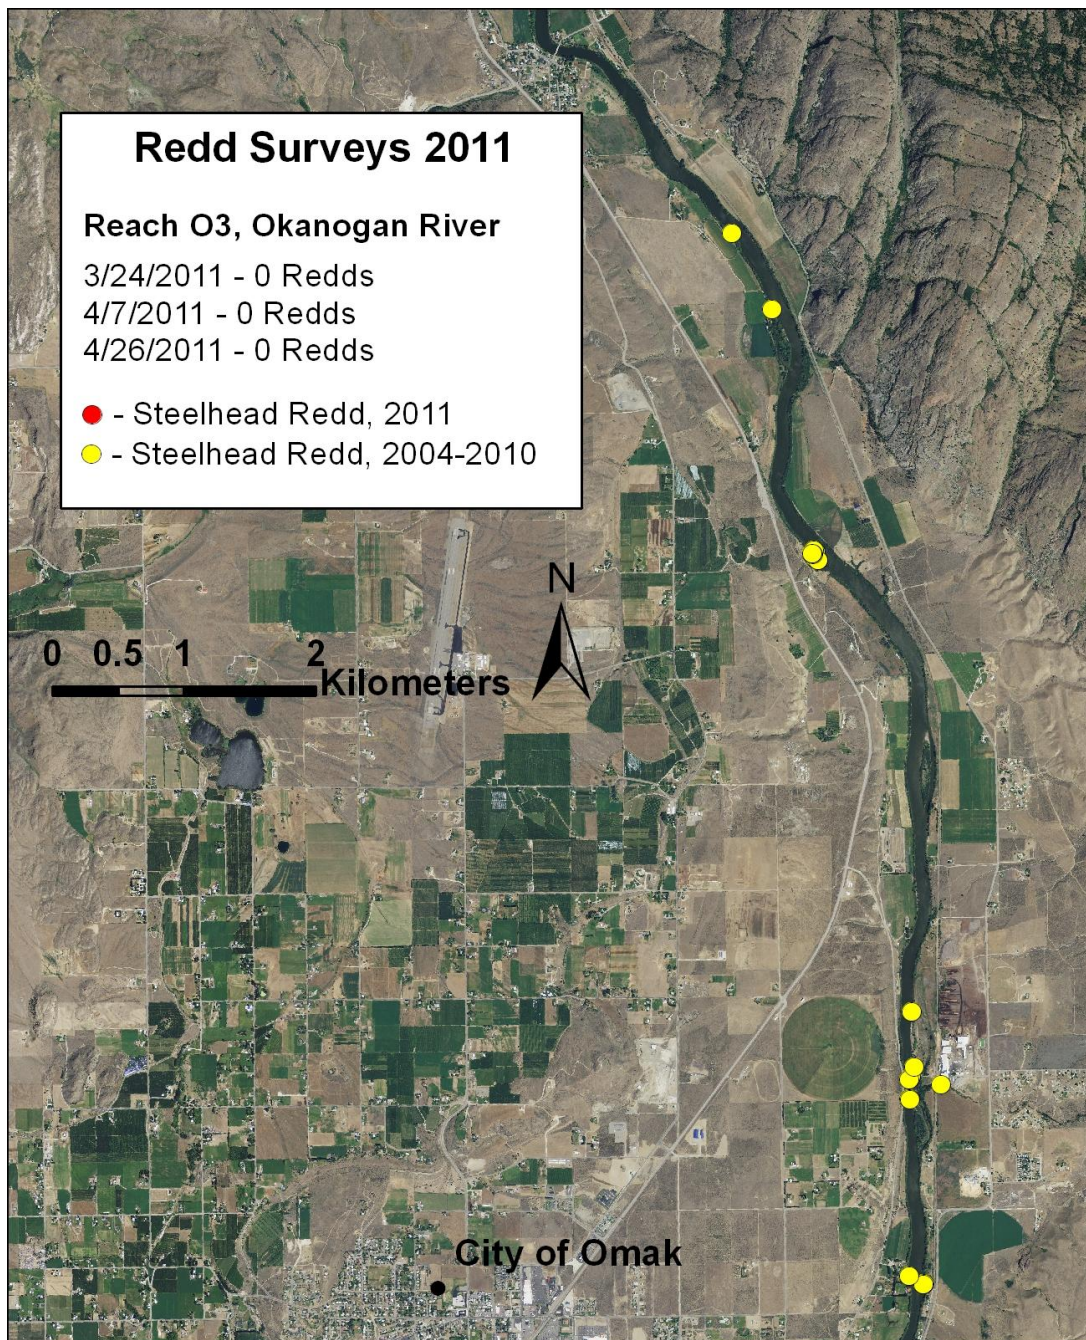 Redd Surveys 2011
Reach O3, Okanogan River
3/24/2011 - 0 Redds
4/7/2011 - 0 Redds
4/26/2011 - 0 Redds
- Steelhead Redd, 2011
- Steelhead Redd, 2004-2010
N
0 0.5 1 2
Kilometers
City of Omak